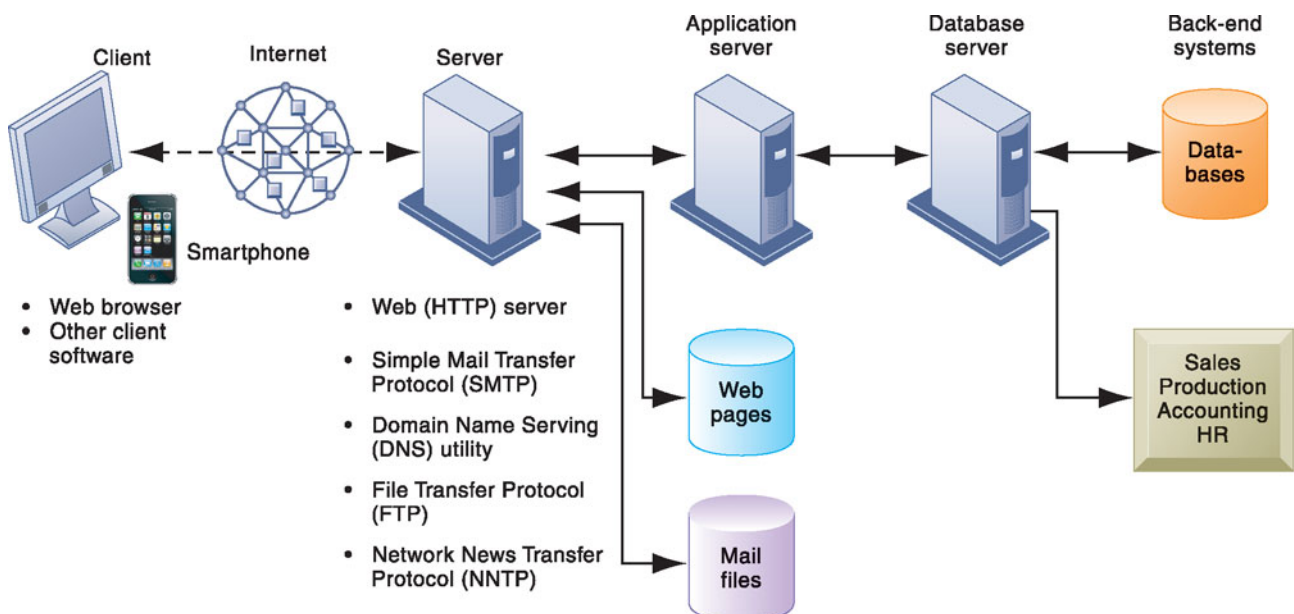 Client
Internet
Server
Application
server
Database
server
Back-end
systems
Data-
bases
Smartphone
• Web browser
• Other client
software
• Web (HTTP) server
• Simple Mail Transfer
Protocol (SMTP)
• Domain Name Serving
(DNS) utility
• File Transfer Protocol
(FTP)
• Network News Transfer
Protocol (NNTP)
Web
pages
Mail
files
Sales
Production
Accounting
HR